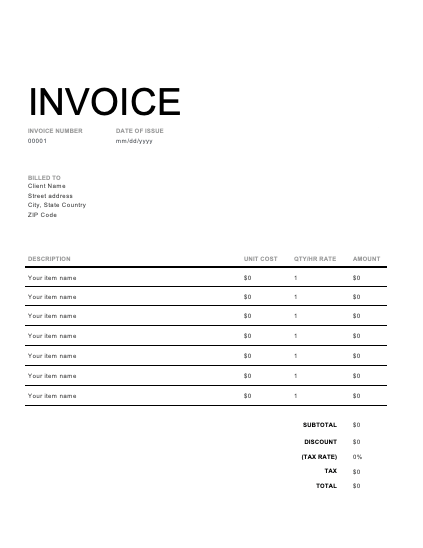 INVOICE
INVOICE NUMBER DATE OF ISSUE
00001 mm/dd/yyyy
BILLED TO
Client Name
Street address
City, State Country
ZIP Code
DESCRIPTION UNIT COST QTY/HR RATE AMOUNT
Your item name $0 1 $0
Your item name $0 1 $0
Your item name $0 1 $0
Your item name $0 1 $0
Your item name $0 1 $0
Your item name $0 1 $0
Your item name $0 1 $0
SUBTOTAL $0
DISCOUNT $0
(TAX RATE) 0%
TAX $0
TOTAL $0